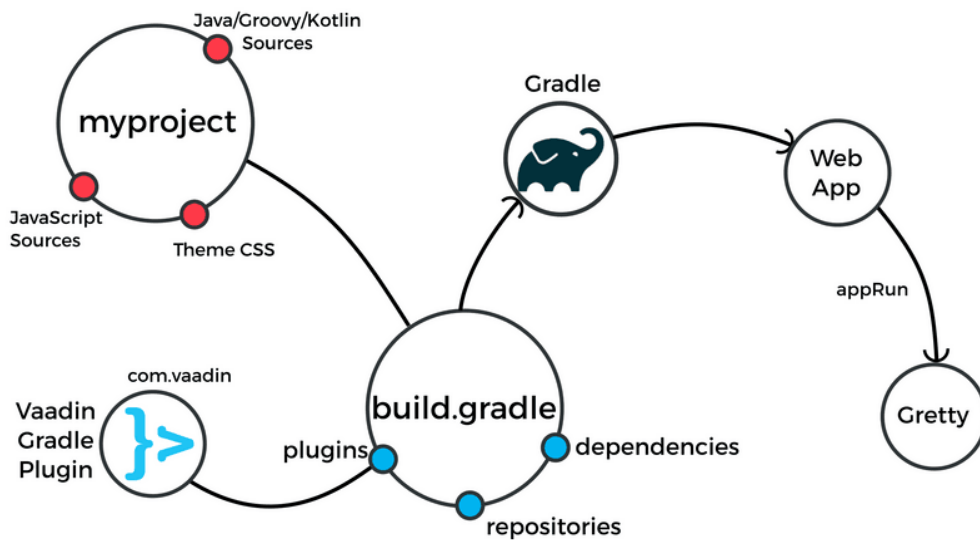 Java/Groovy/Kotlin
Sources
myproject
JavaScript
Sources
Theme CSS
Gradle
Web
App
appRun
Gretty
com.vaadin
Vaadin
Gradle
Plugin
}>
build.gradle
plugins
dependencies
repositories